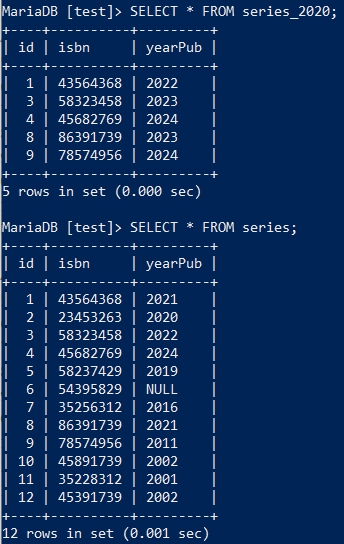 MariaDB [test]> SELECT * FROM series_2020;
+----+----------+---------+
| id | isbn     | yearPub |
+----+----------+---------+
|  1 | 43564368 | 2022    |
|  3 | 58323458 | 2023    |
|  4 | 45682769 | 2024    |
|  8 | 86391739 | 2023    |
|  9 | 78574956 | 2024    |
+----+----------+---------+
5 rows in set (0.000 sec)

MariaDB [test]> SELECT * FROM series;
+----+----------+---------+
| id | isbn     | yearPub |
+----+----------+---------+
|  1 | 43564368 | 2021    |
|  2 | 23453263 | 2020    |
|  3 | 58323458 | 2022    |
|  4 | 45682769 | 2024    |
|  5 | 58237429 | 2019    |
|  6 | 54395829 | NULL    |
|  7 | 35256312 | 2016    |
|  8 | 86391739 | 2021    |
|  9 | 78574956 | 2011    |
| 10 | 45891739 | 2002    |
| 11 | 35228312 | 2001    |
| 12 | 45391739 | 2002    |
+----+----------+---------+
12 rows in set (0.001 sec)